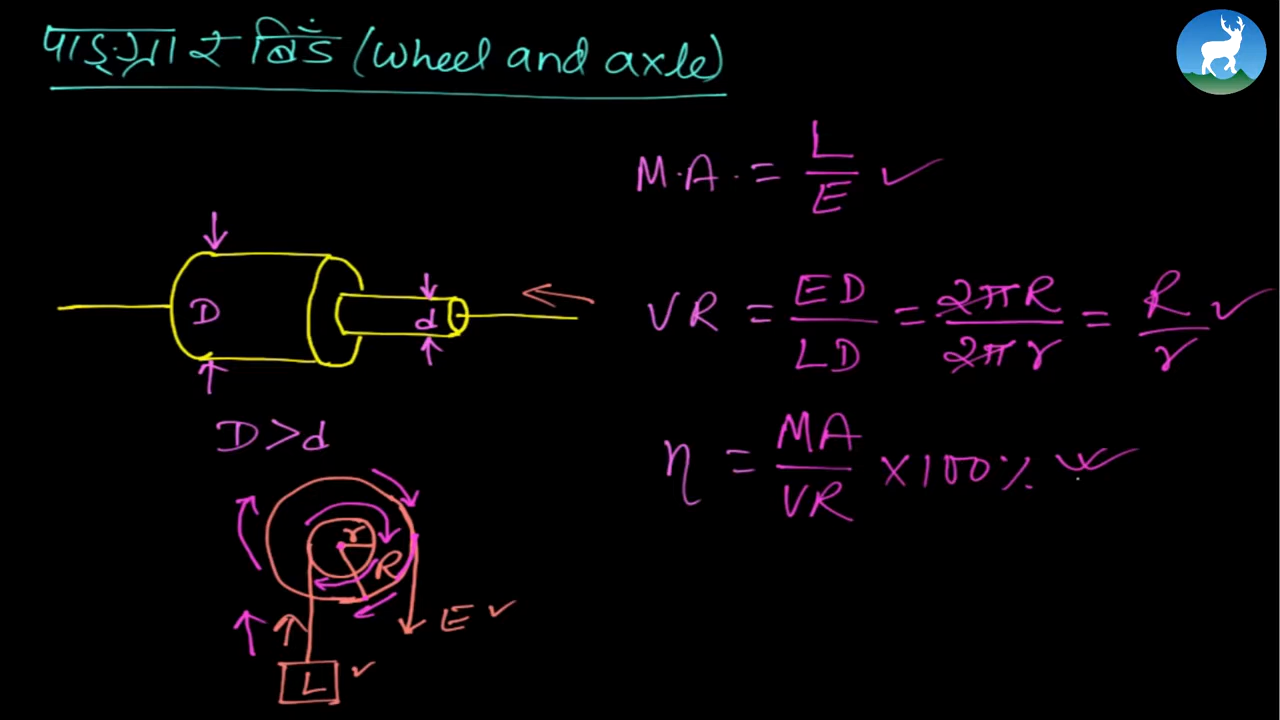 पाङ्ग्रा र बिँडं (wheel and axle)
M.A. = L/E ✓
D
d
VR = ED/LD = 2πR/2πr = R/r ✓
D > d
η = MA/VR × 100% ✓
r
R
E ✓
L ✓